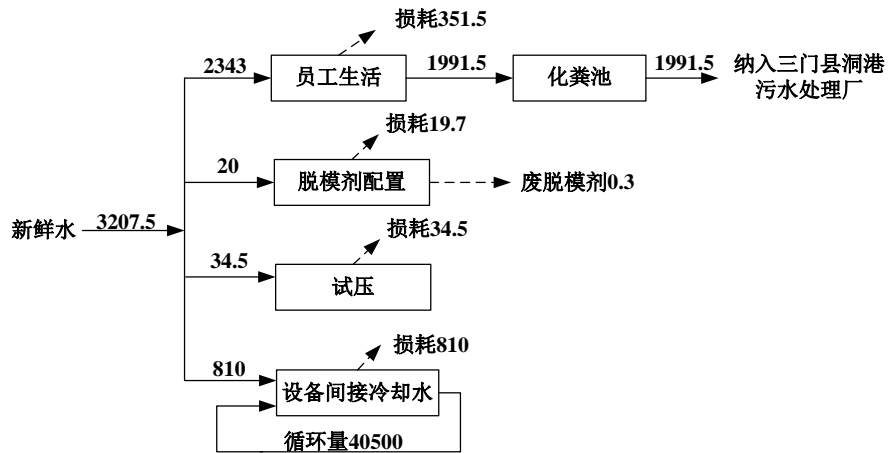 损耗351.5
2343
员工生活
1991.5
化粪池
1991.5
纳入三门县洞港
污水处理厂
损耗19.7
20
脱模剂配置
废脱模剂0.3
新鲜水
3207.5
损耗34.5
34.5
试压
损耗810
810
设备间接冷却水
循环量40500